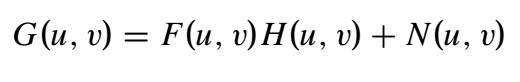 G(u, v) = F(u, v)H(u, v) + N(u, v)